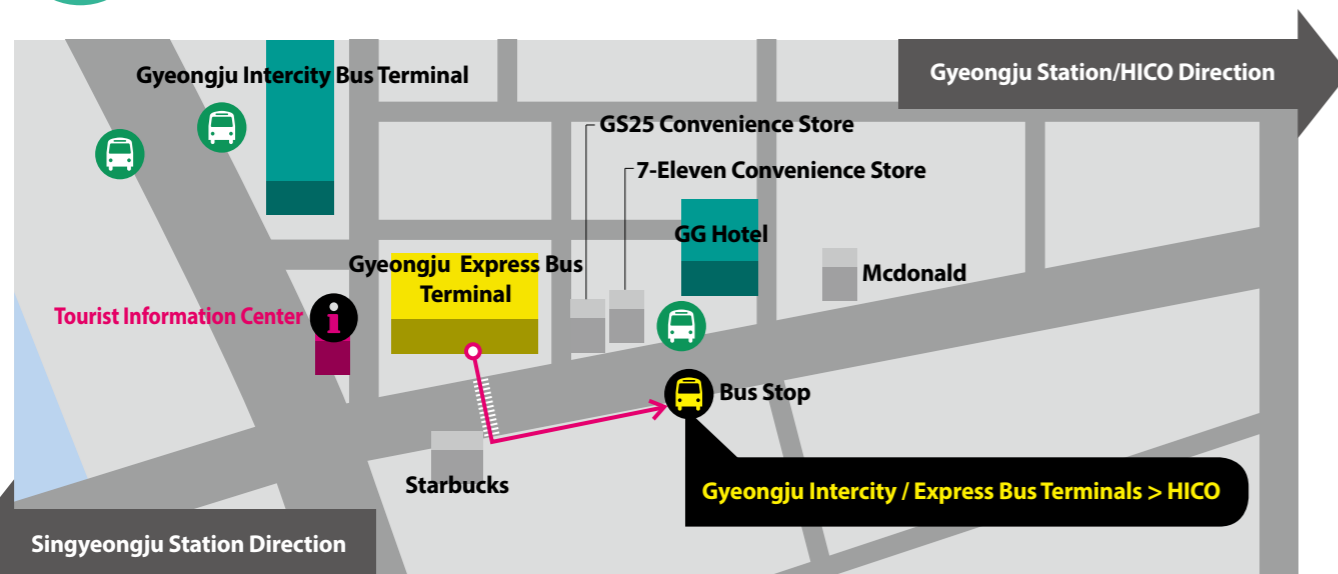 Gyeongju Station/HICO Direction
Gyeongju Intercity Bus Terminal
GS25 Convenience Store
7-Eleven Convenience Store
GG Hotel
Gyeongju Express Bus
Terminal
Mcdonald
Tourist Information Center
i
Bus Stop
Starbucks
Gyeongju Intercity / Express Bus Terminals > HICO
Singyeongju Station Direction